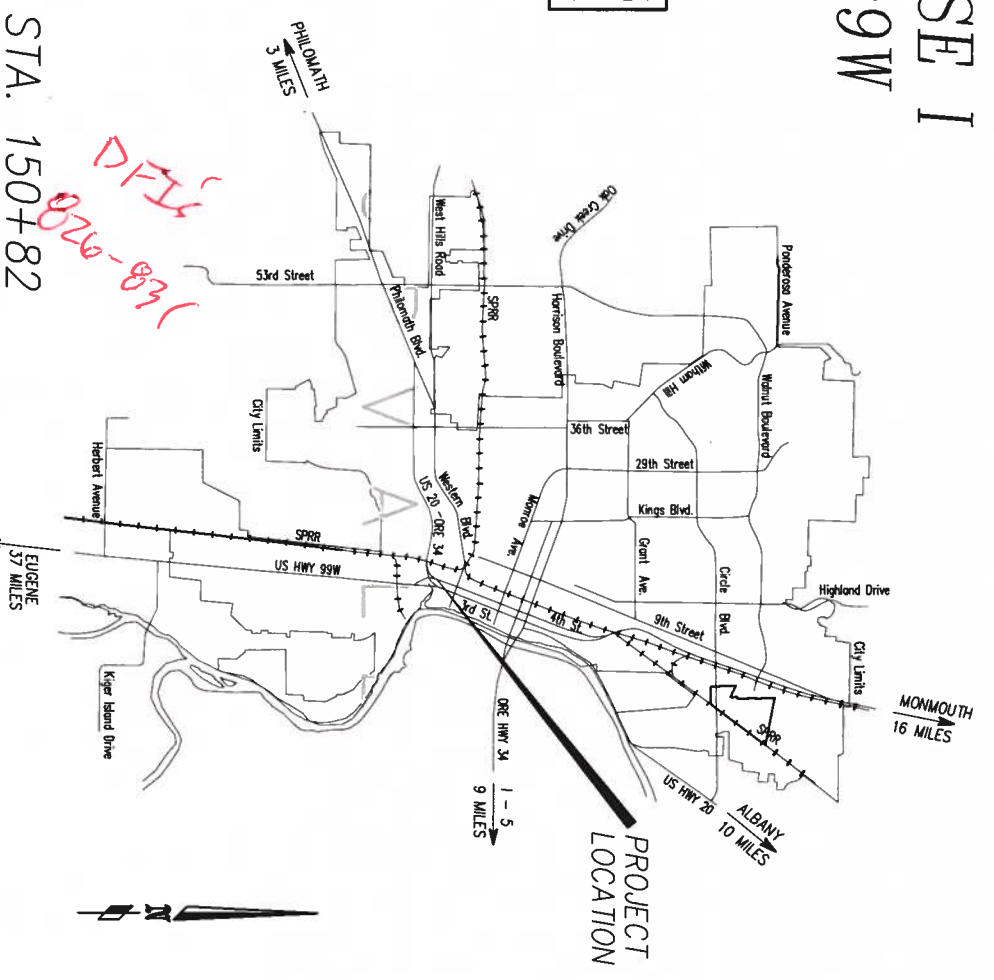 SE I
9W
PHILOMATH
3 MILES
STA. 150+82
826-831
53rd Street
West Hills Road
Philomath Blvd.
SPRR
Oak Creek Drive
Harrison Boulevard
Ponderosa Avenue
Witham Hill
Walnut Boulevard
36th Street
29th Street
Kings Blvd.
City Limits
Herbert Avenue
Western Blvd.
US 20 -ORE 34
Monroe Ave.
Grant Ave.
Circle Blvd.
Highland Drive
SPRR
US HWY 99W
EUGENE
37 MILES
3rd St.
4th St.
9th Street
City Limits
MONMOUTH
16 MILES
Kiger Island Drive
ORE HWY 34
I - 5
9 MILES
SPRR
US HWY 20
ALBANY
10 MILES
PROJECT
LOCATION
N